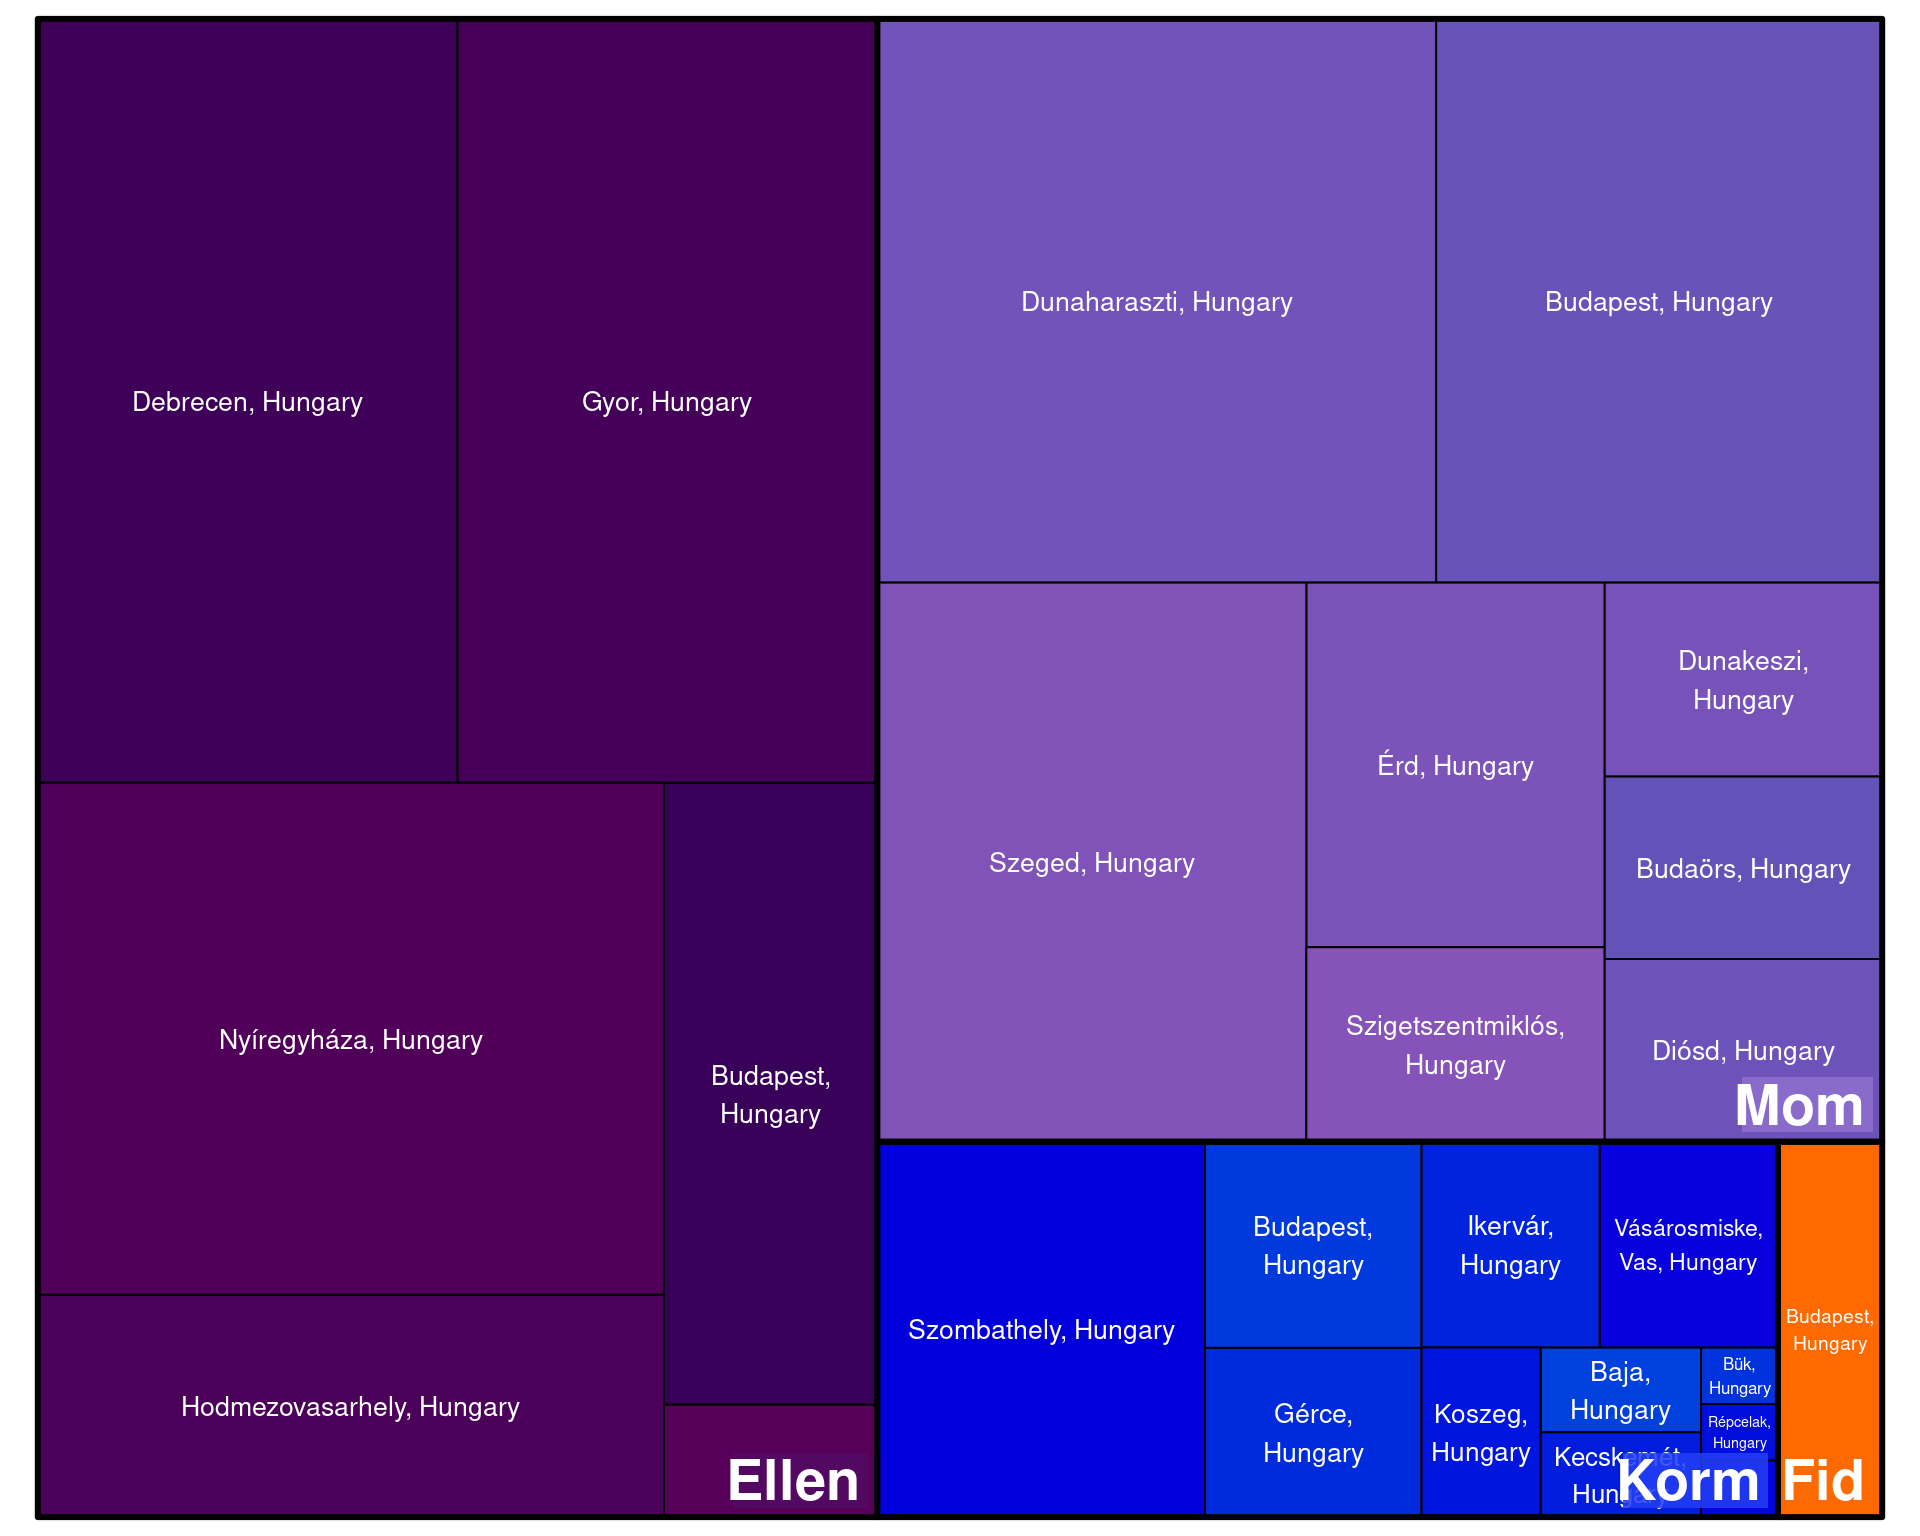 Debrecen, Hungary
Gyor, Hungary
Nyíregyháza, Hungary
Budapest,
Hungary
Hodmezovasarhely, Hungary
Ellen
Dunaharaszti, Hungary
Budapest, Hungary
Szeged, Hungary
Érd, Hungary
Dunakeszi,
Hungary
Budaörs, Hungary
Szigetszentmiklós,
Hungary
Diósd, Hungary
Mom
Szombathely, Hungary
Budapest,
Hungary
Ikervár,
Hungary
Vásárosmiske,
Vas, Hungary
Gérce,
Hungary
Koszeg,
Hungary
Baja,
Hungary
Bük,
Hungary
Répcelak,
Hungary
Kecskemét,
Hungary
Korm
Budapest,
Hungary
Fid